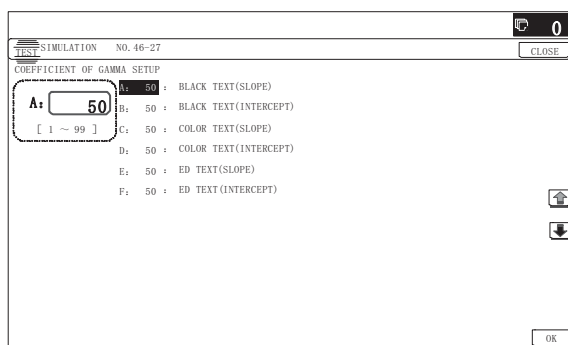 0
TEST SIMULATION NO.46-27
CLOSE
COEFFICIENT OF GAMMA SETUP
A: 50
[ 1 ～ 99 ]
A: 50 : BLACK TEXT(SLOPE)
B: 50 : BLACK TEXT(INTERCEPT)
C: 50 : COLOR TEXT(SLOPE)
D: 50 : COLOR TEXT(INTERCEPT)
E: 50 : ED TEXT(SLOPE)
F: 50 : ED TEXT(INTERCEPT)
OK